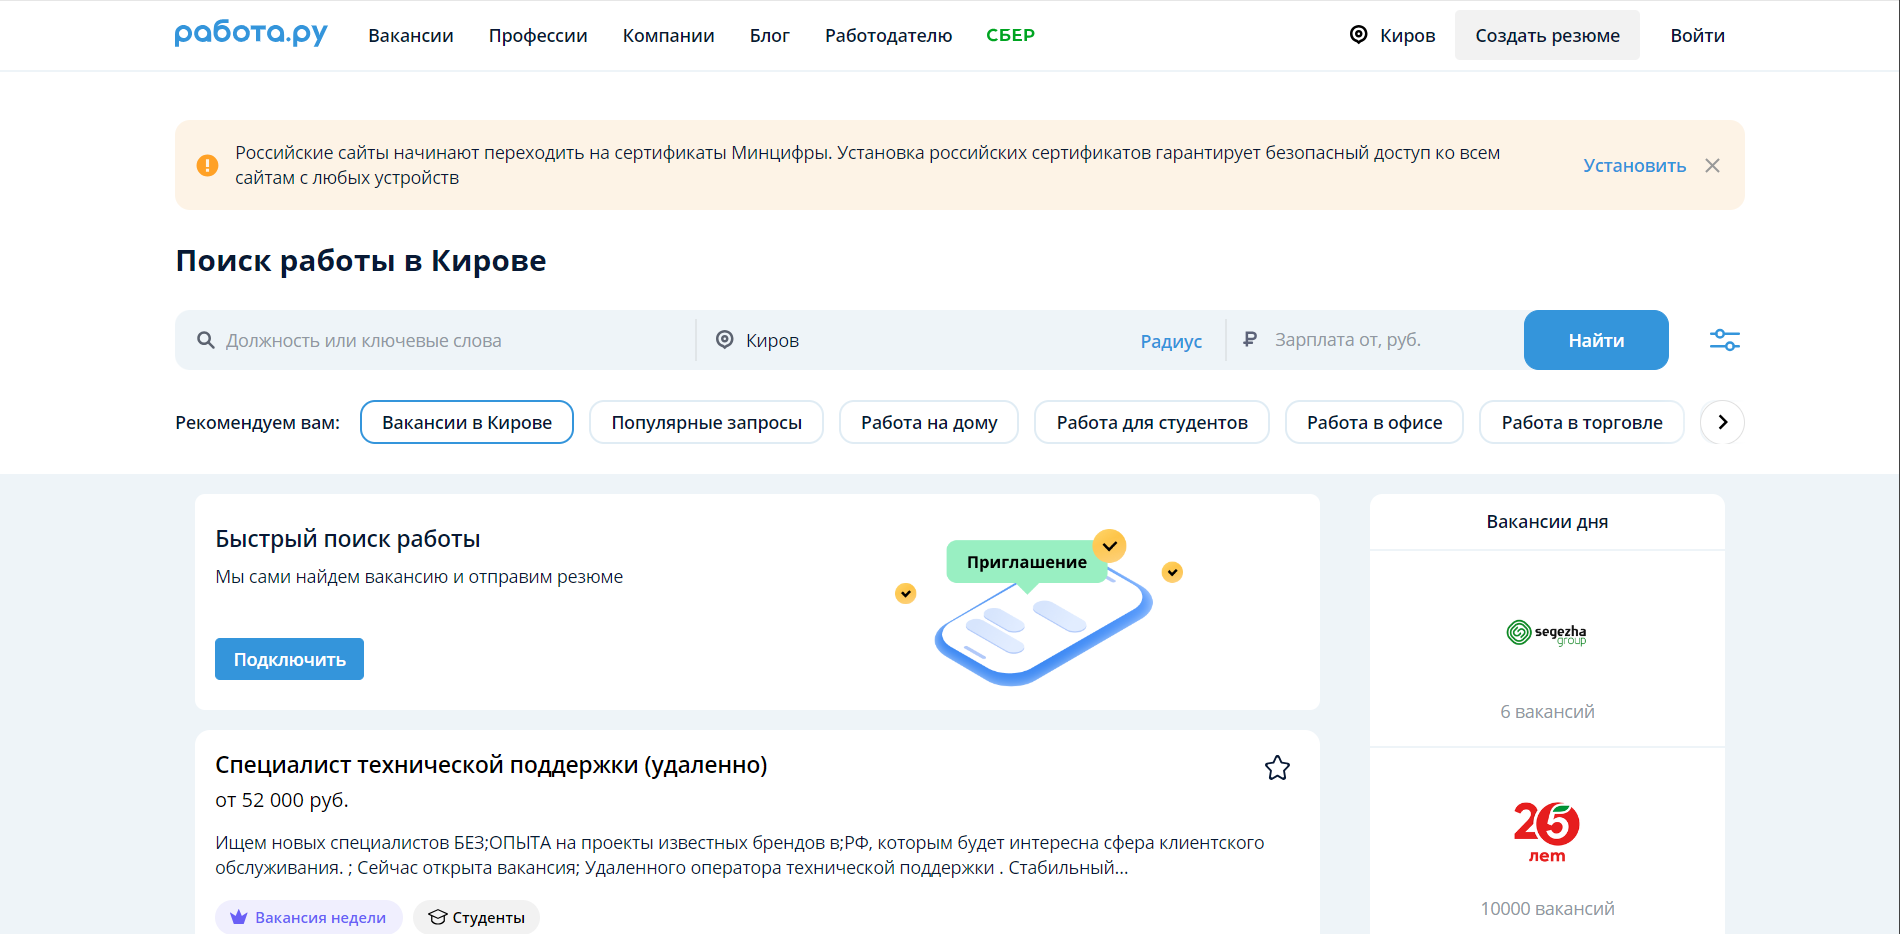 работа.ру Вакансии Профессии Компании Блог Работодателю СБЕР Киров Создать резюме Войти
Российские сайты начинают переходить на сертификаты Минцифры. Установка российских сертификатов гарантирует безопасный доступ ко всем
сайтам с любых устройств
Установить
Поиск работы в Кирове
Должность или ключевые слова Киров Радиус Зарплата от, руб. Найти
Рекомендуем вам: Вакансии в Кирове Популярные запросы Работа на дому Работа для студентов Работа в офисе Работа в торговле
Быстрый поиск работы
Мы сами найдем вакансию и отправим резюме
Подключить
Приглашение
Специалист технической поддержки (удаленно)
от 52 000 руб.
Ищем новых специалистов БЕЗ;ОПЫТА на проекты известных брендов в;РФ, которым будет интересна сфера клиентского
обслуживания. ; Сейчас открыта вакансия; Удаленного оператора технической поддержки . Стабильный...
Вакансия недели Студенты
Вакансии дня
segezha
group
6 вакансий
25
лет
10000 вакансий